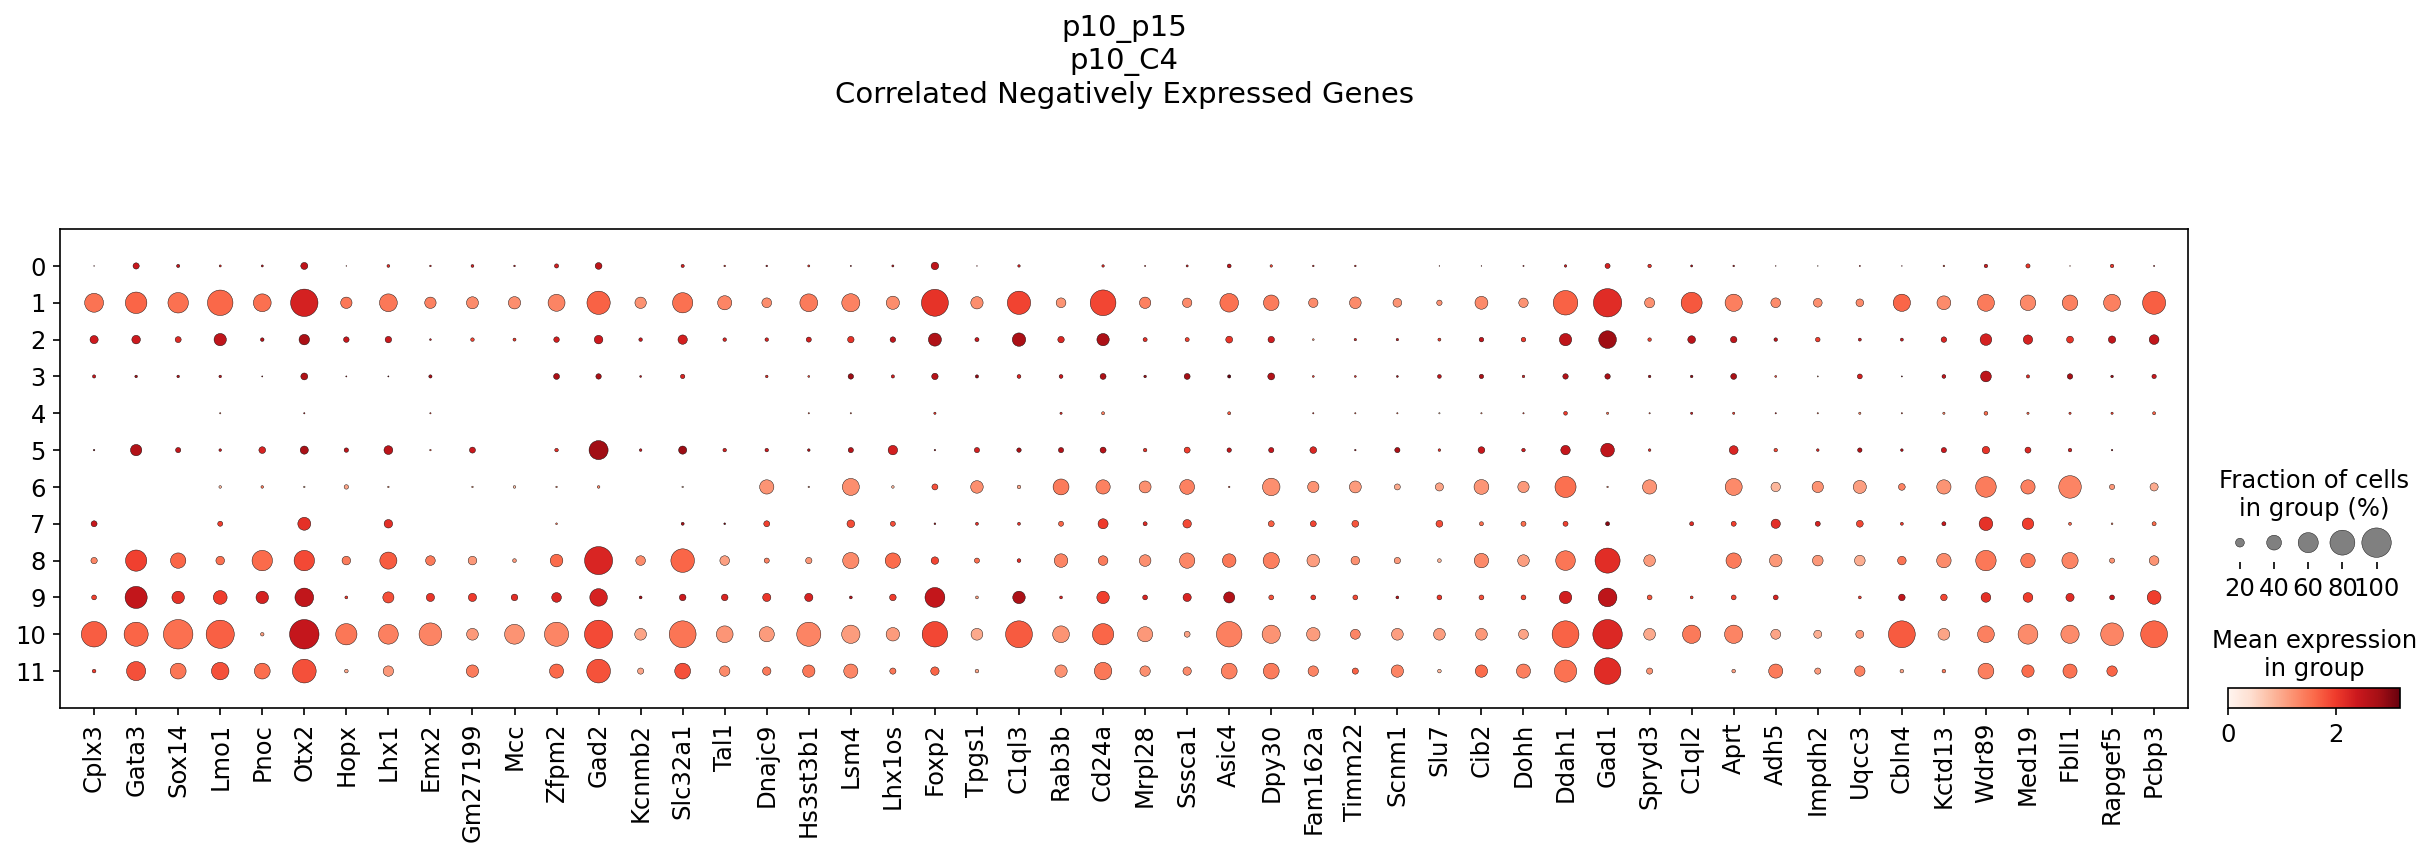 p10_p15
p10_C4
Correlated Negatively Expressed Genes
0
1
2
3
4
5
6
7
8
9
10
11
Cplx3 Gata3 Sox14 Lmo1 Pnoc Otx2 Hopx Lhx1 Emx2 Gm27199 Mcc Zfpm2 Gad2 Kcnmb2 Slc32a1 Tal1 Dnajc9 Hs3st3b1 Lsm4 Lhx1os Foxp2 Tpgs1 C1ql3 Rab3b Cd24a Mrpl28 Sssca1 Asic4 Dpy30 Fam162a Timm22 Scnm1 Slu7 Cib2 Dohh Ddah1 Gad1 Spryd3 C1ql2 Aprt Adh5 Impdh2 Uqcc3 Cbln4 Kctd13 Wdr89 Med19 Fbll1 Rapgef5 Pcbp3
Fraction of cells
in group (%)
20 40 60 80 100
Mean expression
in group
0 2